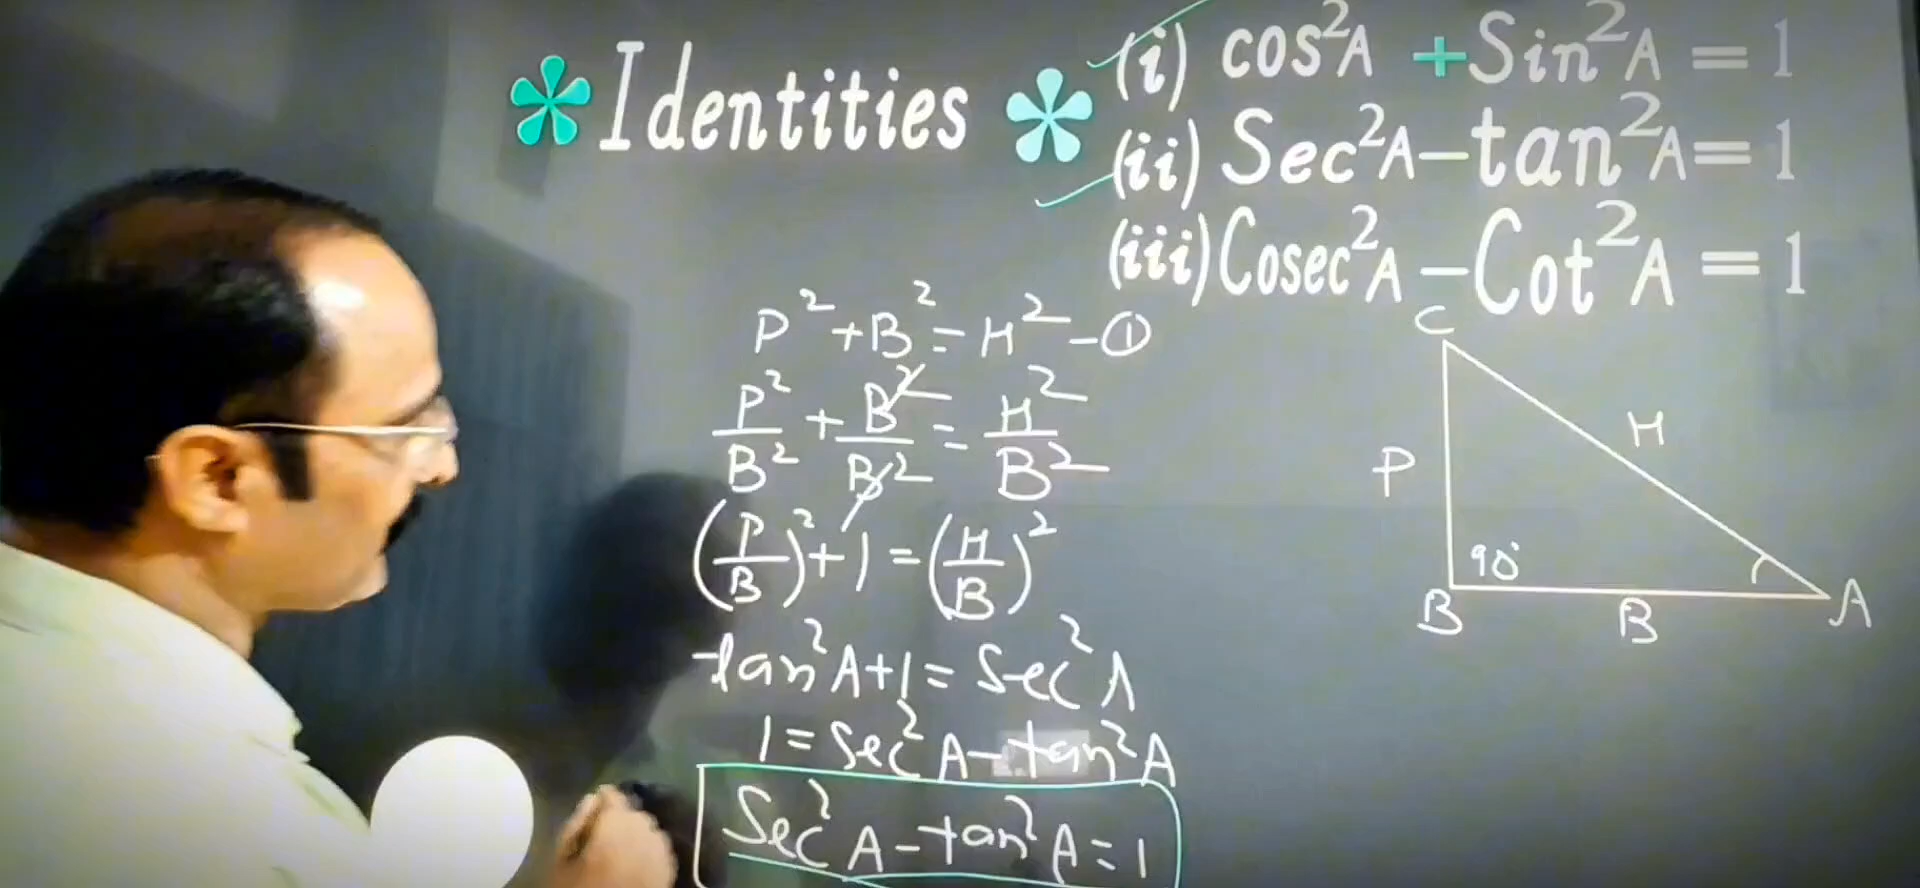 * Identities *
(i) cos²A + Sin²A = 1
(ii) Sec²A – tan²A = 1
(iii) Cosec²A – Cot²A = 1
P² + B² = H² – ①
P²/B² + B²/B² = H²/B²
(P/B)² + 1 = (H/B)²
tan²A + 1 = Sec²A
1 = Sec²A – tan²A
Sec²A – tan²A = 1
C
H
P
90°
B
B
A